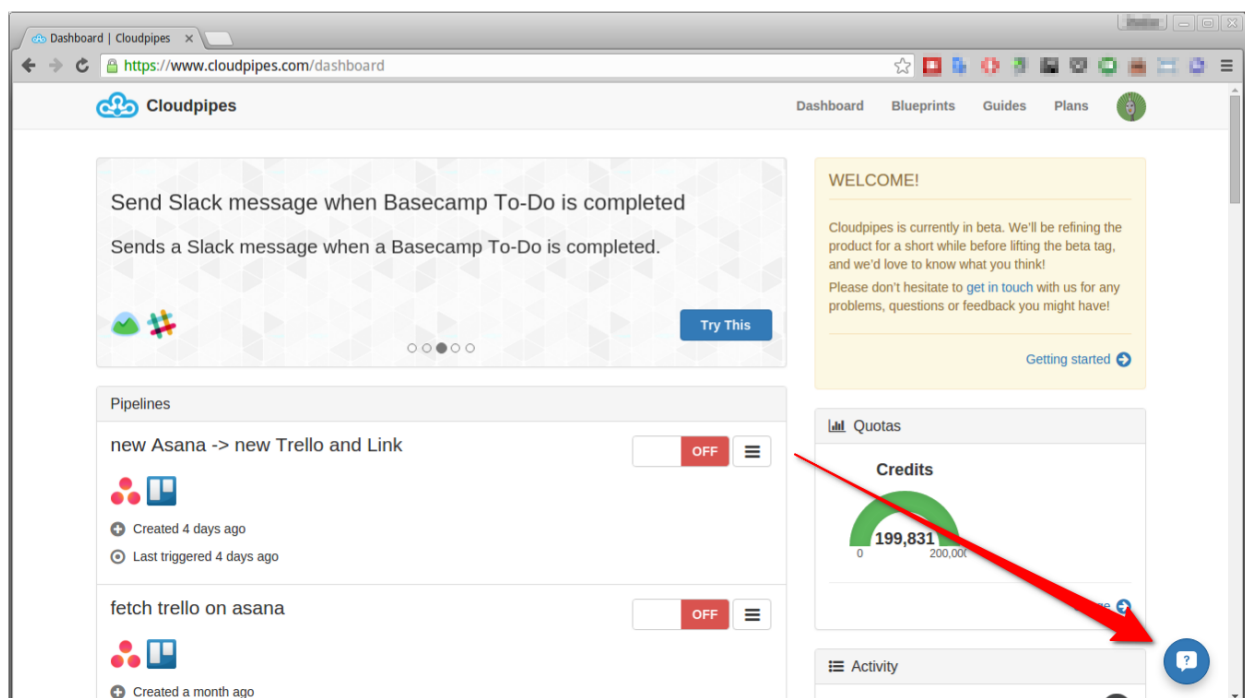 Dashboard | Cloudpipes
https://www.cloudpipes.com/dashboard
Cloudpipes
Dashboard Blueprints Guides Plans
Send Slack message when Basecamp To-Do is completed
Sends a Slack message when a Basecamp To-Do is completed.
Try This
WELCOME!
Cloudpipes is currently in beta. We'll be refining the
product for a short while before lifting the beta tag,
and we'd love to know what you think!
Please don't hesitate to get in touch with us for any
problems, questions or feedback you might have!
Getting started
Pipelines
new Asana -> new Trello and Link
OFF
Created 4 days ago
Last triggered 4 days ago
fetch trello on asana
OFF
Created a month ago
Quotas
Credits
199,831
0
Activity
?